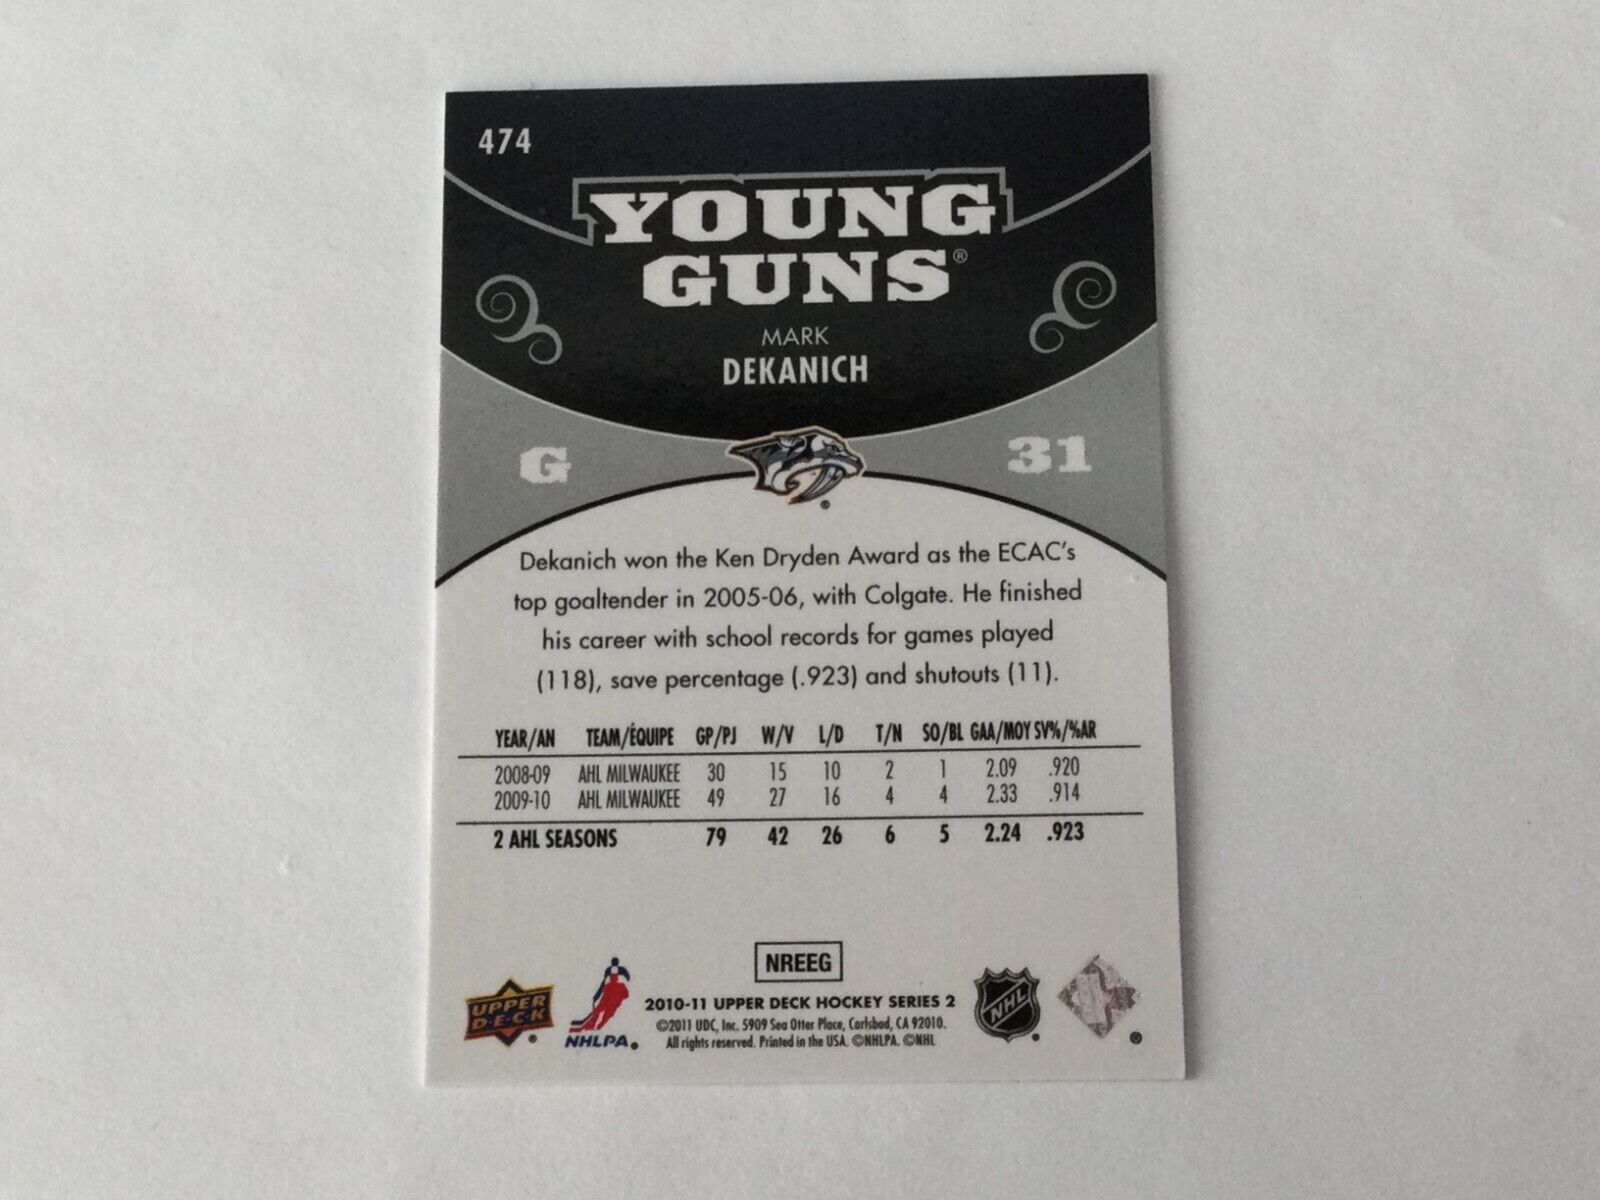 474
YOUNG
GUNS®
MARK
DEKANICH
G 31
Dekanich won the Ken Dryden Award as the ECAC's
top goaltender in 2005-06, with Colgate. He finished
his career with school records for games played
(118), save percentage (.923) and shutouts (11).
YEAR/AN TEAM/ÉQUIPE GP/PJ W/V L/D T/N SO/BL GAA/MOY SV%/%AR
2008-09 AHL MILWAUKEE 30 15 10 2 1 2.09 .920
2009-10 AHL MILWAUKEE 49 27 16 4 4 2.33 .914
2 AHL SEASONS 79 42 26 6 5 2.24 .923
NREEG
UPPER
D·E·C·K
NHLPA
2010-11 UPPER DECK HOCKEY SERIES 2
©2011 UDC, Inc. 5909 Sea Otter Place, Carlsbad, CA 92010.
All rights reserved. Printed in the USA. ©NHLPA. ©NHL
NHL